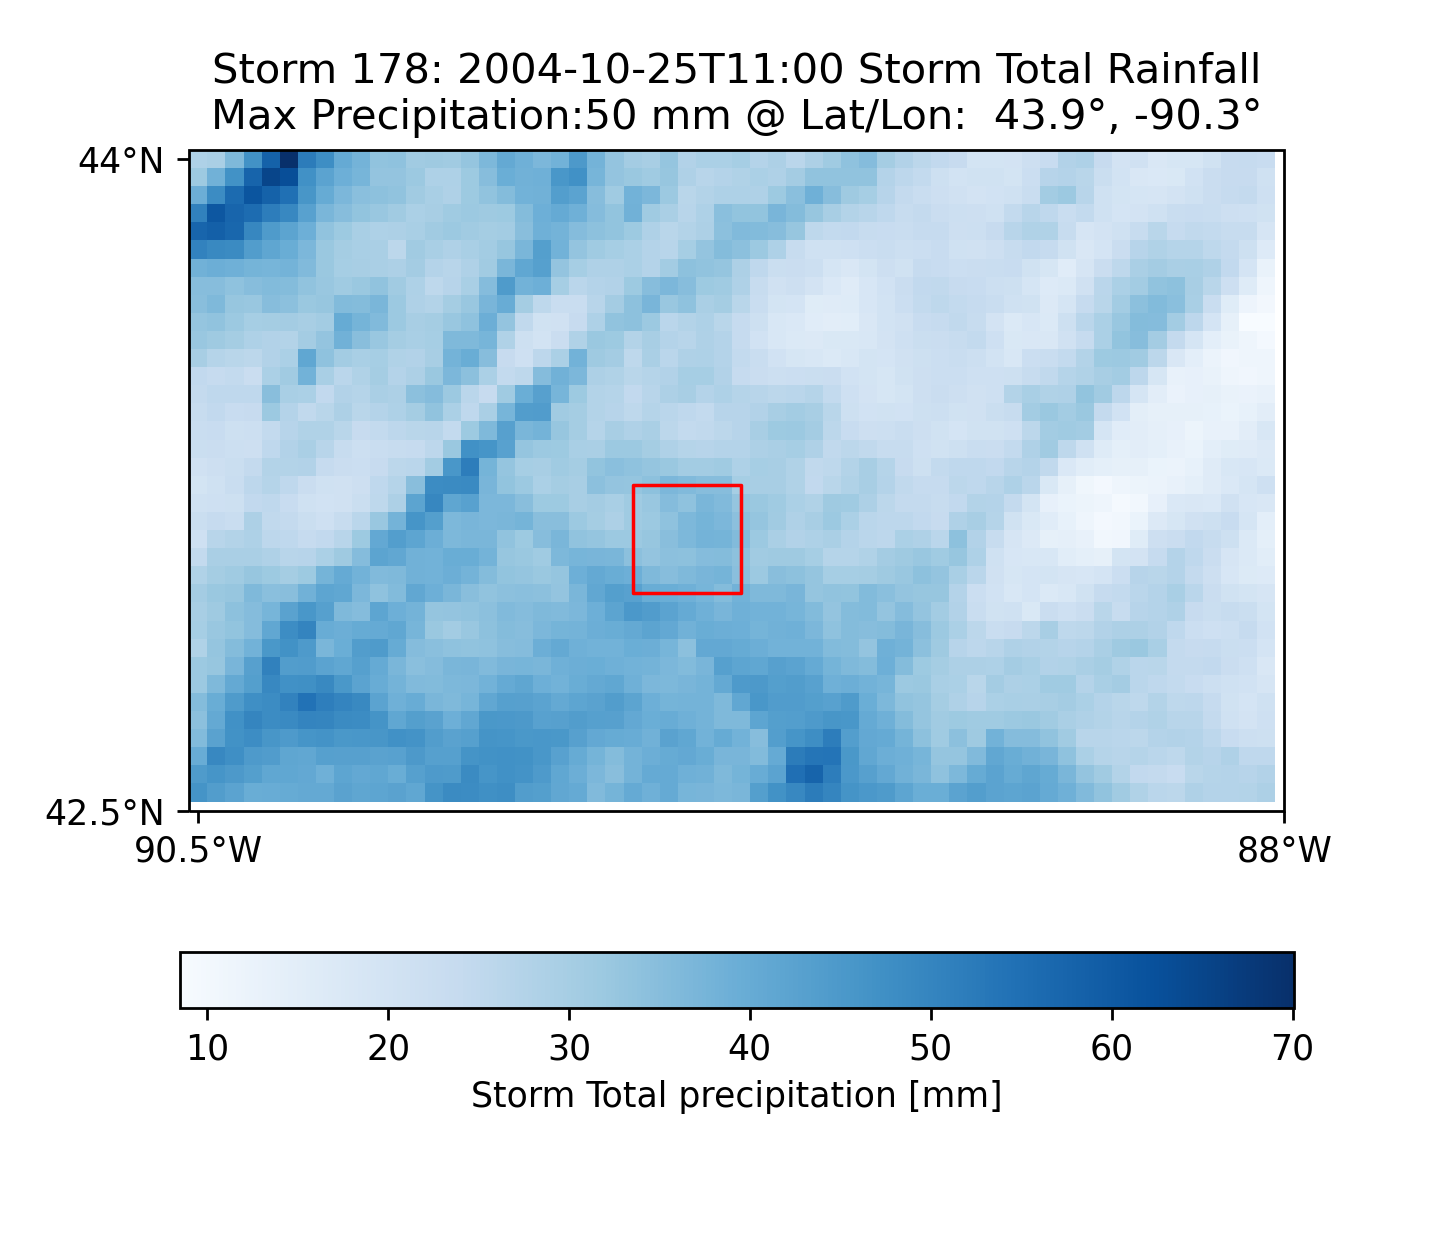 Storm 178: 2004-10-25T11:00 Storm Total Rainfall
Max Precipitation:50 mm @ Lat/Lon:  43.9°, -90.3°
44°N
42.5°N
90.5°W 88°W
10 20 30 40 50 60 70
Storm Total precipitation [mm]